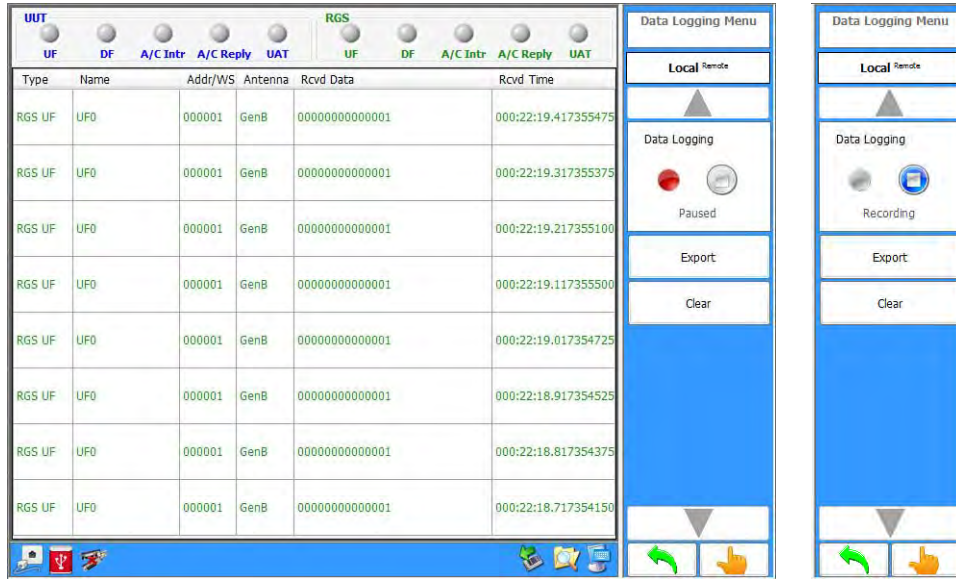 UUT RGS
UF DF A/C Intr A/C Reply UAT UF DF A/C Intr A/C Reply UAT
Type Name Addr/WS Antenna Rcvd Data Rcvd Time
RGS UF UF0 000001 GenB 00000000000001 000:22:19.417355475
RGS UF UF0 000001 GenB 00000000000001 000:22:19.317355375
RGS UF UF0 000001 GenB 00000000000001 000:22:19.217355100
RGS UF UF0 000001 GenB 00000000000001 000:22:19.117355500
RGS UF UF0 000001 GenB 00000000000001 000:22:19.017354725
RGS UF UF0 000001 GenB 00000000000001 000:22:18.917354525
RGS UF UF0 000001 GenB 00000000000001 000:22:18.817354375
RGS UF UF0 000001 GenB 00000000000001 000:22:18.717354150
Data Logging Menu
Local Remote
Data Logging
Paused
Export
Clear
Data Logging Menu
Local Remote
Data Logging
Recording
Export
Clear